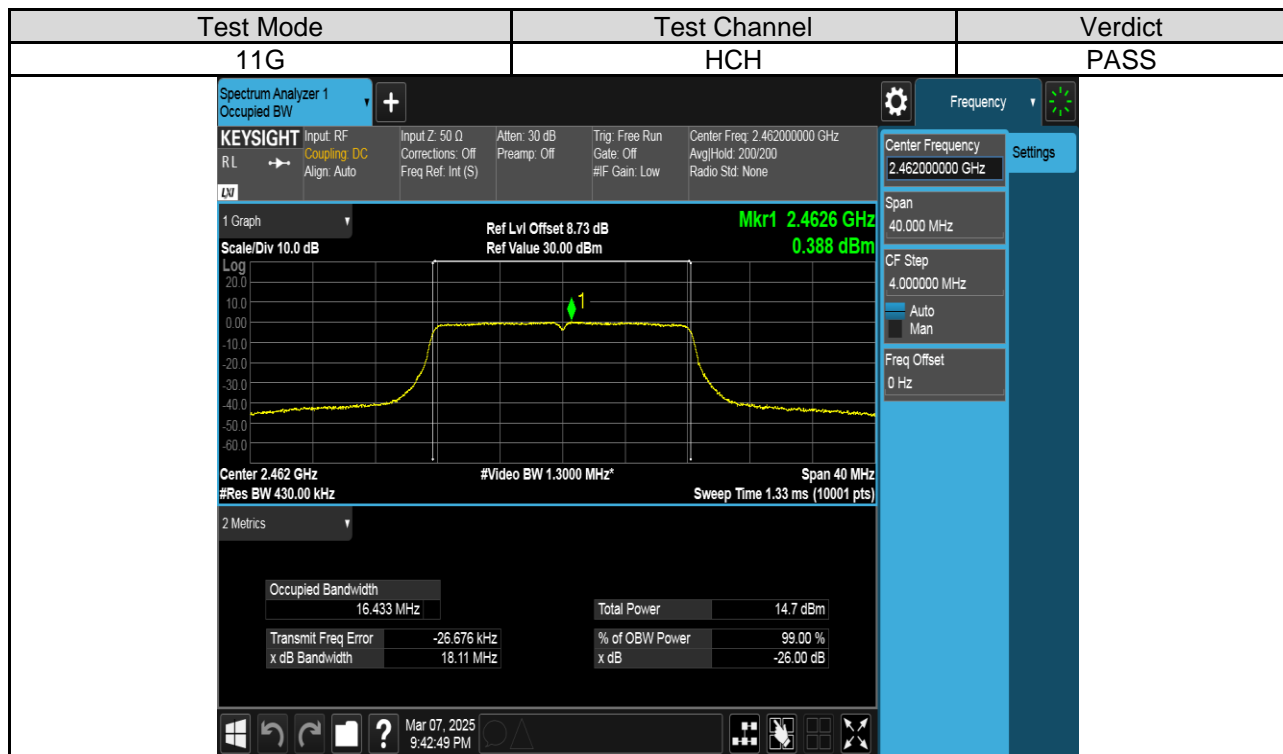 Test Mode Test Channel Verdict
11G HCH PASS
Spectrum Analyzer 1
Occupied BW
+
Frequency
KEYSIGHT Input: RF Input Z: 50 Ω Atten: 30 dB Trig: Free Run Center Freq: 2.462000000 GHz
RL Coupling: DC Corrections: Off Preamp: Off Gate: Off Avg|Hold: 200/200
Align: Auto Freq Ref: Int (S) #IF Gain: Low Radio Std: None
LXI
Center Frequency
2.462000000 GHz
Settings
Span
40.000 MHz
CF Step
4.000000 MHz
Auto
Man
Freq Offset
0 Hz
1 Graph
Ref Lvl Offset 8.73 dB
Mkr1 2.4626 GHz
Scale/Div 10.0 dB
Ref Value 30.00 dBm
0.388 dBm
Log
20.0
10.0
1
0.00
-10.0
-20.0
-30.0
-40.0
-50.0
-60.0
Center 2.462 GHz #Video BW 1.3000 MHz* Span 40 MHz
#Res BW 430.00 kHz Sweep Time 1.33 ms (10001 pts)
2 Metrics
Occupied Bandwidth
16.433 MHz Total Power 14.7 dBm
Transmit Freq Error -26.676 kHz % of OBW Power 99.00 %
x dB Bandwidth 18.11 MHz x dB -26.00 dB
?
Mar 07, 2025
9:42:49 PM